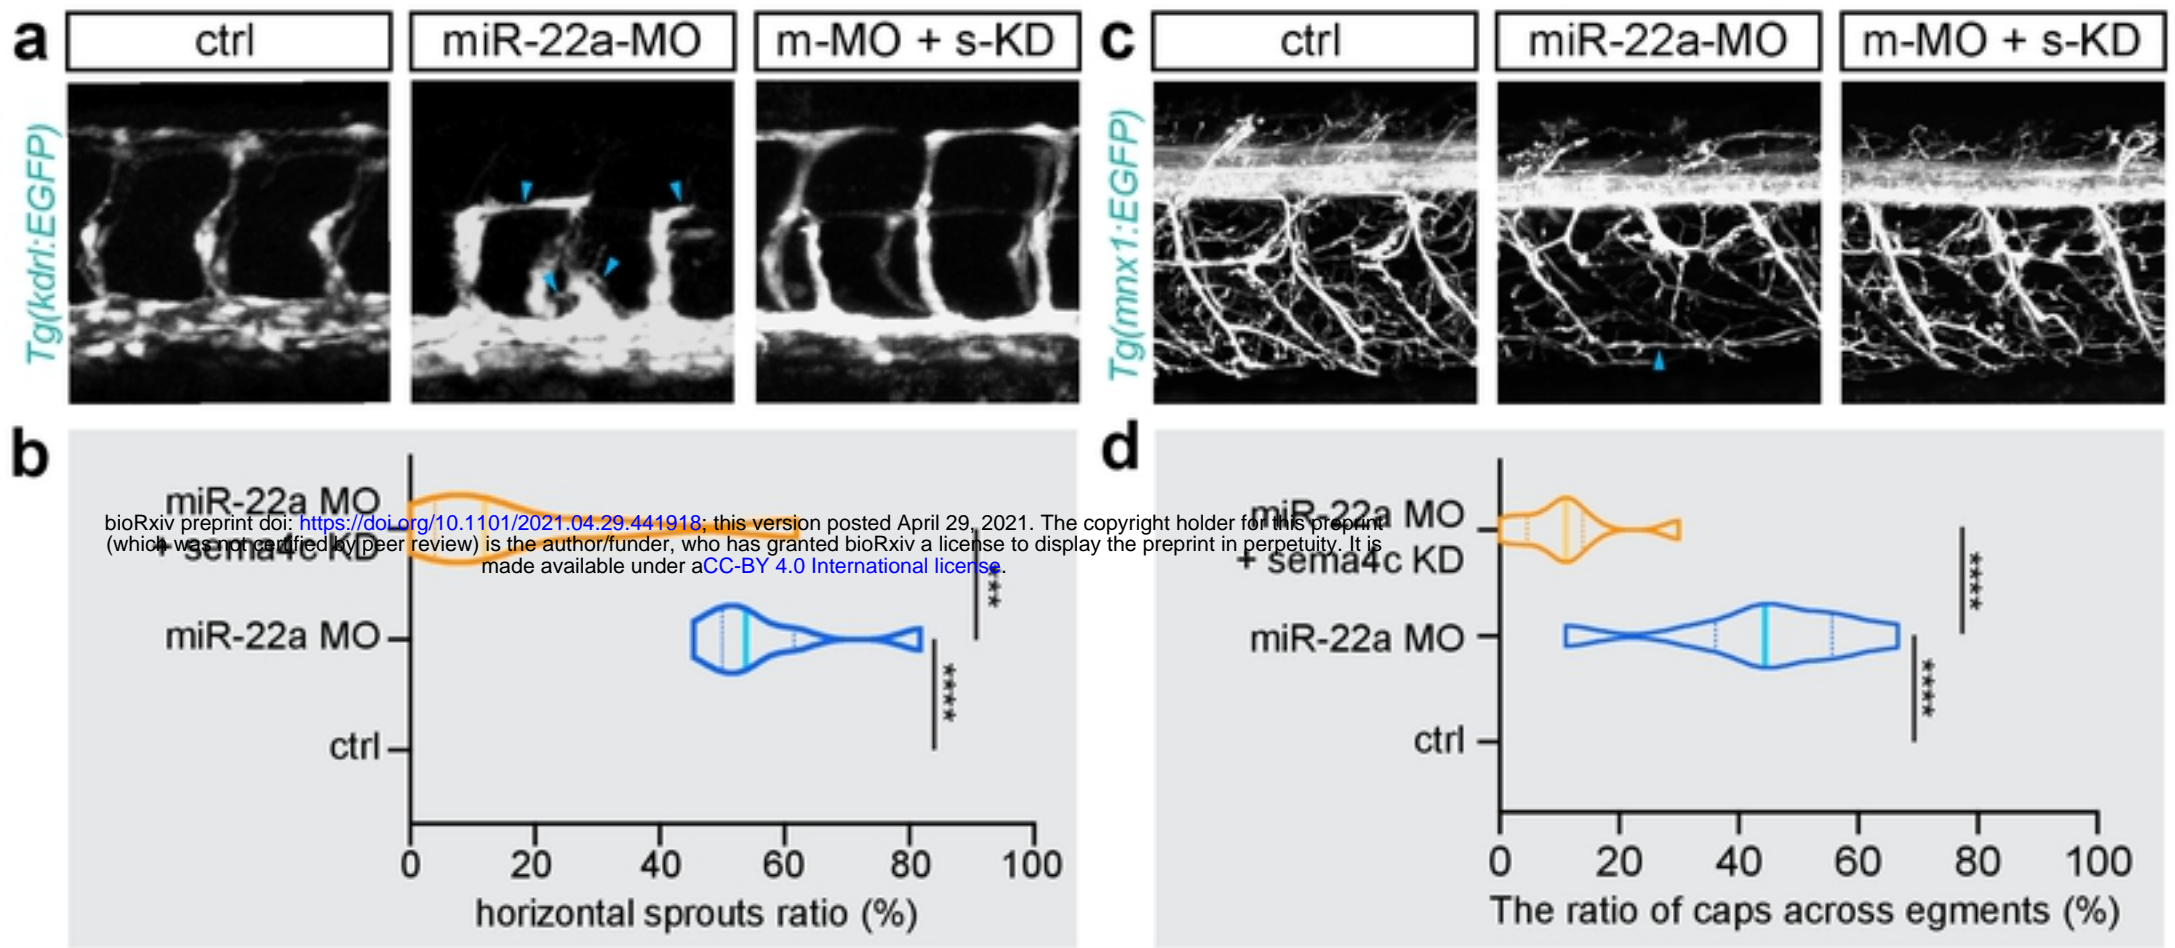 a
ctrl
miR-22a-MO
m-MO + s-KD
Tg(kdrl:EGFP)
c
ctrl
miR-22a-MO
m-MO + s-KD
Tg(mnx1:EGFP)
b
miR-22a MO
+ sema4c KD
miR-22a MO
ctrl
***
****
0 20 40 60 80 100
horizontal sprouts ratio (%)
d
miR-22a MO
+ sema4c KD
miR-22a MO
ctrl
****
****
0 20 40 60 80 100
The ratio of caps across egments (%)
bioRxiv preprint doi: https://doi.org/10.1101/2021.04.29.441918; this version posted April 29, 2021. The copyright holder for this preprint
(which was not certified by peer review) is the author/funder, who has granted bioRxiv a license to display the preprint in perpetuity. It is
made available under aCC-BY 4.0 International license.